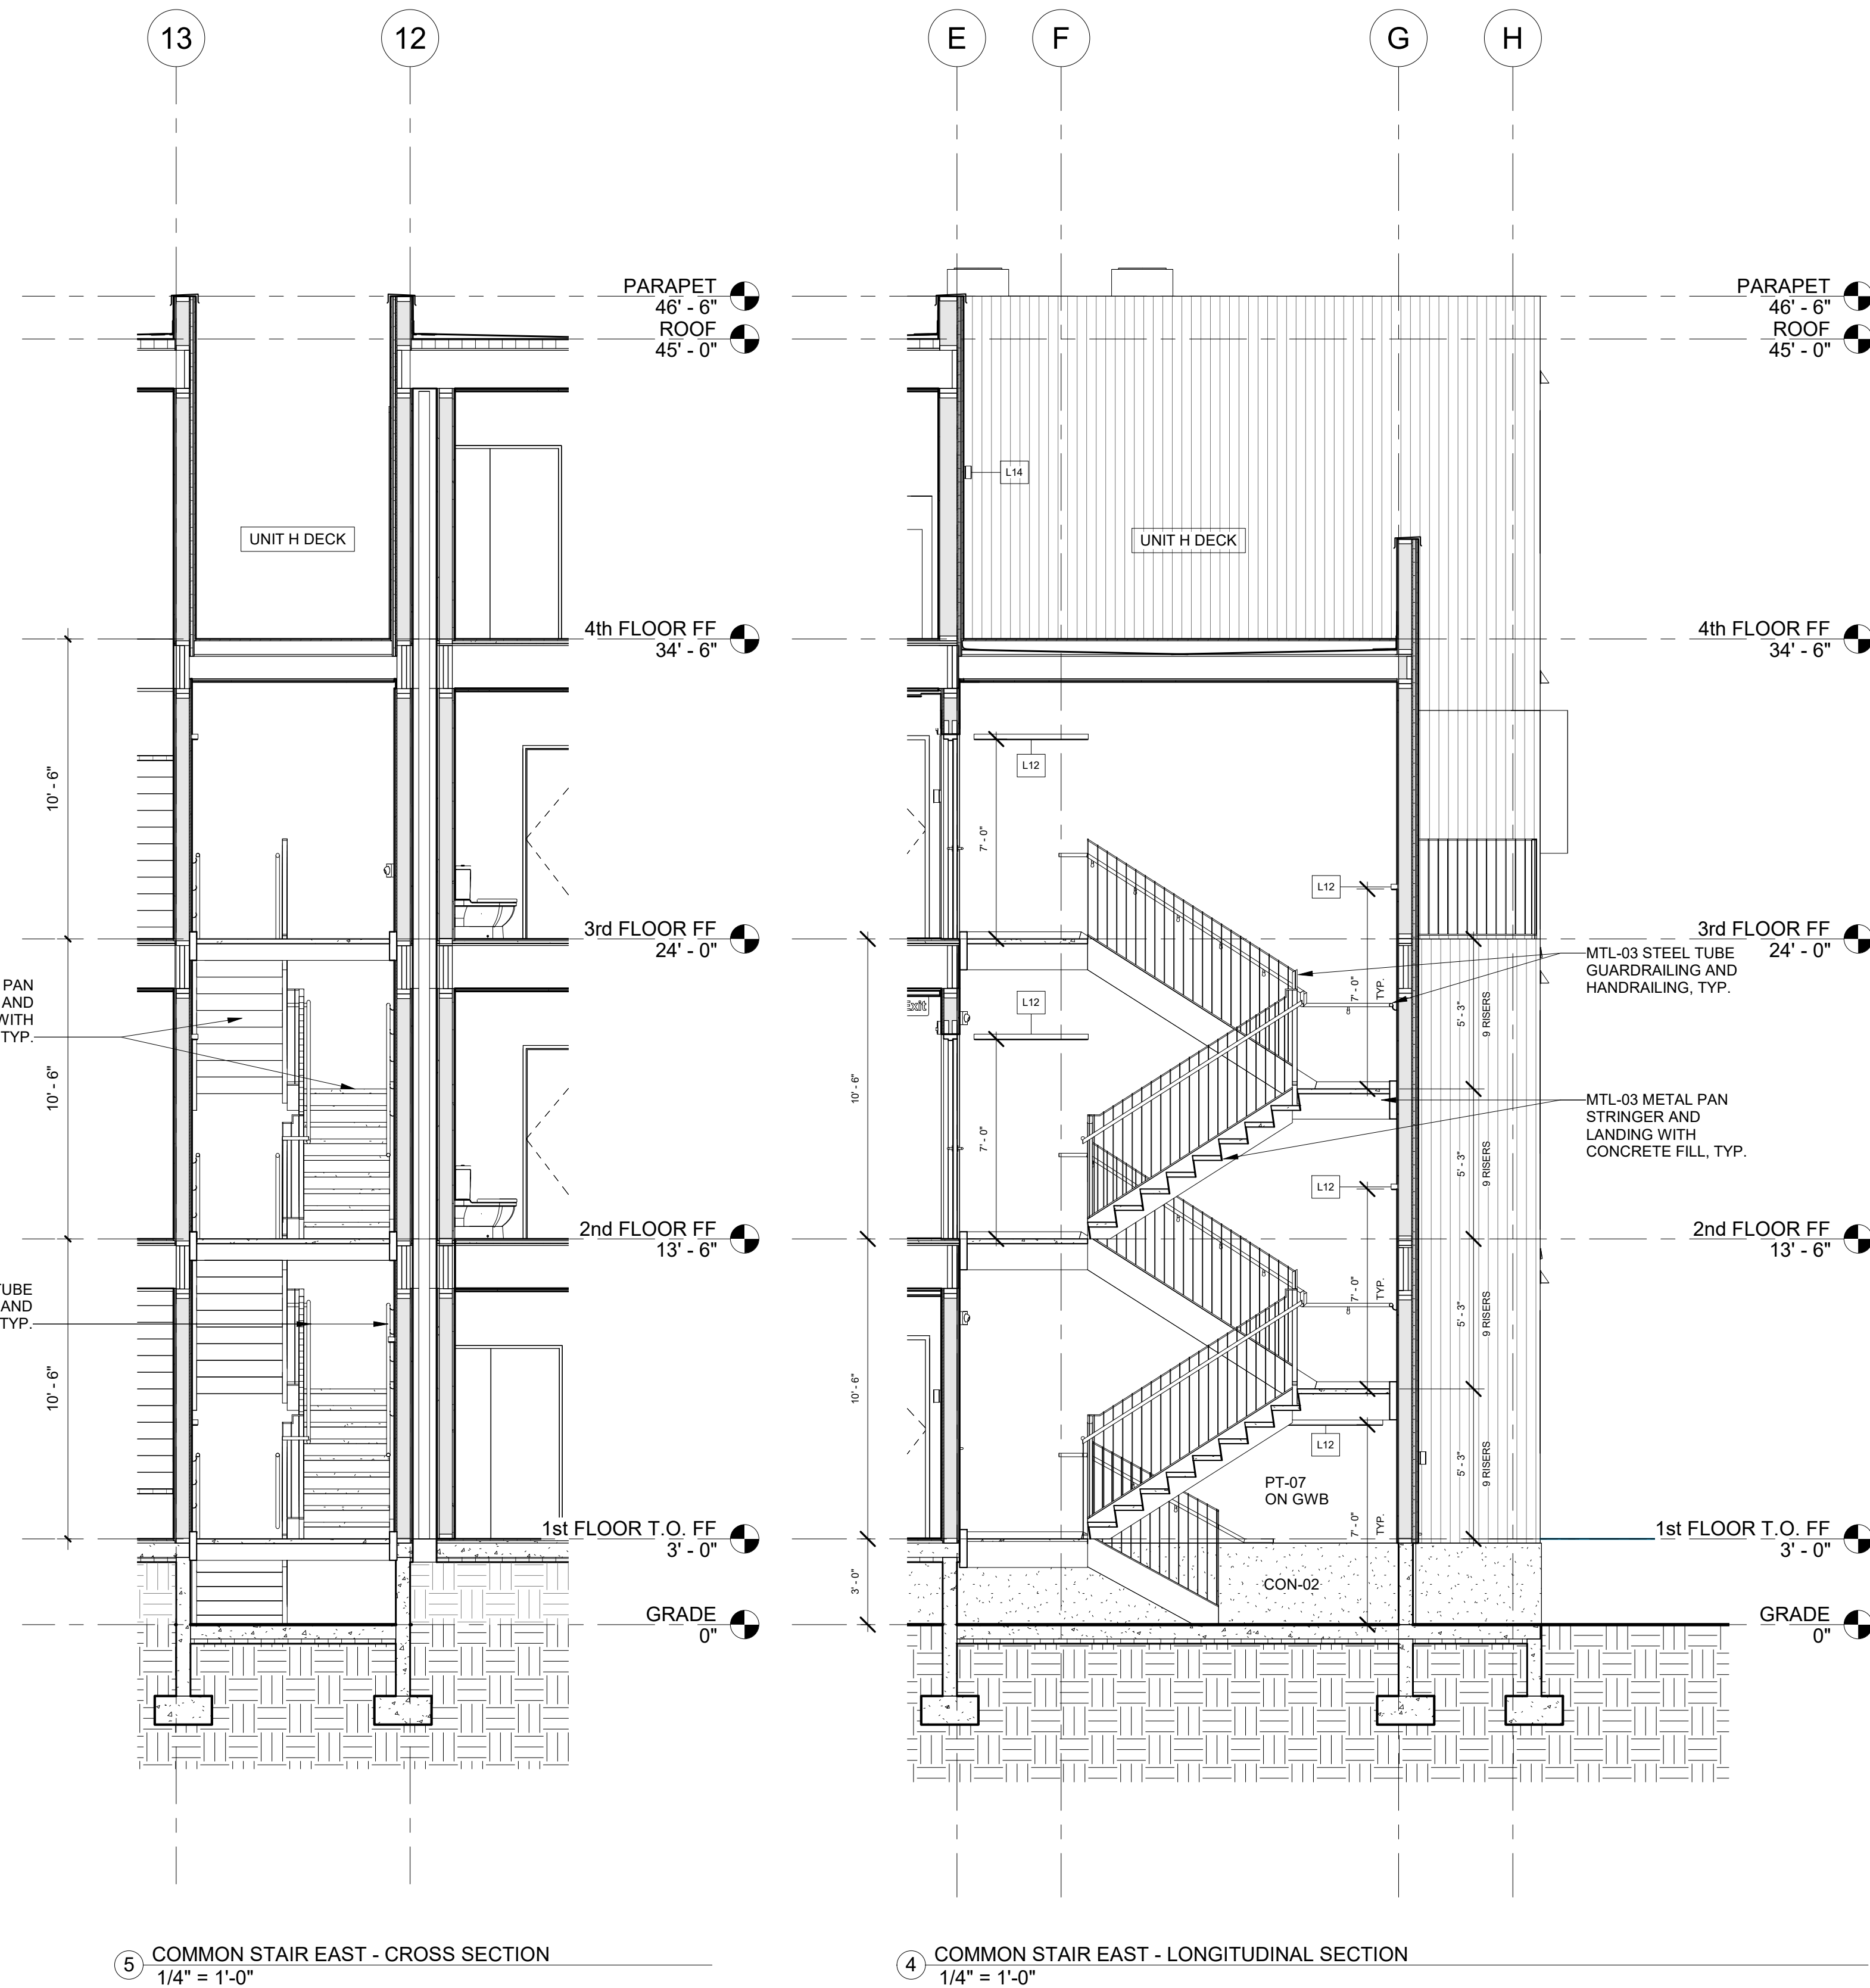 13
12
E
F
G
H
PARAPET
46' - 6"
ROOF
45' - 0"
UNIT H DECK
4th FLOOR FF
34' - 6"
10' - 6"
3rd FLOOR FF
24' - 0"
PAN
AND
WITH
TYP.
10' - 6"
2nd FLOOR FF
13' - 6"
TUBE
AND
TYP.
10' - 6"
1st FLOOR T.O. FF
3' - 0"
GRADE
0"
5
COMMON STAIR EAST - CROSS SECTION
1/4" = 1'-0"
PARAPET
46' - 6"
ROOF
45' - 0"
L14
UNIT H DECK
4th FLOOR FF
34' - 6"
L12
7' - 0"
L12
3rd FLOOR FF
24' - 0"
MTL-03 STEEL TUBE
GUARDRAILING AND
HANDRAILING, TYP.
Exit
L12
7' - 0"
TYP.
5' - 3"
9 RISERS
10' - 6"
7' - 0"
MTL-03 METAL PAN
STRINGER AND
LANDING WITH
CONCRETE FILL, TYP.
5' - 3"
9 RISERS
L12
2nd FLOOR FF
13' - 6"
7' - 0"
TYP.
5' - 3"
9 RISERS
10' - 6"
L12
5' - 3"
9 RISERS
PT-07
ON GWB
7' - 0"
TYP.
1st FLOOR T.O. FF
3' - 0"
3' - 0"
CON-02
GRADE
0"
4
COMMON STAIR EAST - LONGITUDINAL SECTION
1/4" = 1'-0"